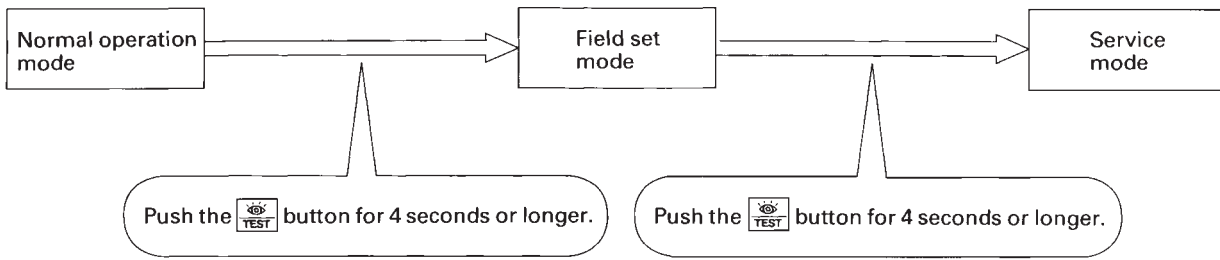 Normal operation
mode
Field set
mode
Service
mode
Push the TEST button for 4 seconds or longer.
Push the TEST button for 4 seconds or longer.